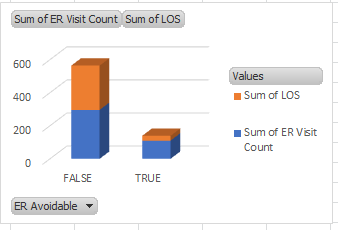 Sum of ER Visit Count Sum of LOS
600
400
200
0
FALSE TRUE
Values
Sum of LOS
Sum of ER Visit
Count
ER Avoidable